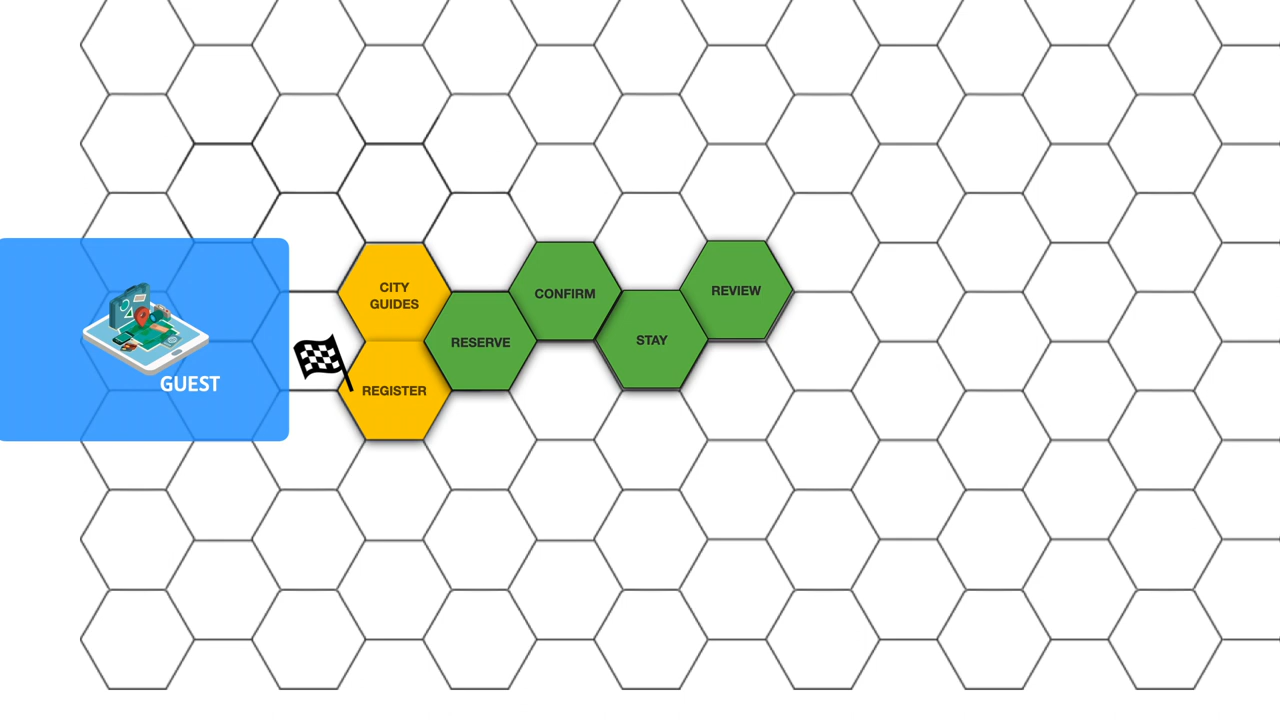 GUEST
CITY
GUIDES
REGISTER
RESERVE
CONFIRM
STAY
REVIEW